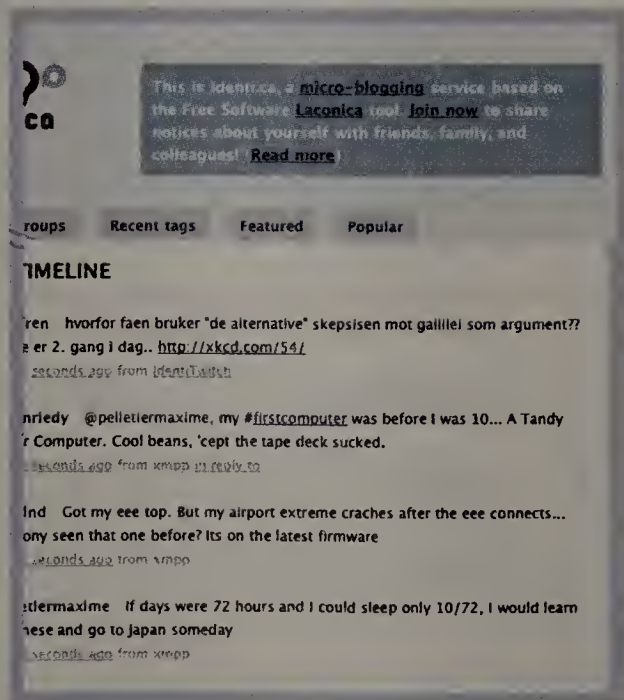 ca
This is Identi.ca, a micro-blogging service based on
the Free Software Laconica tool. Join now to share
notices about yourself with friends, family, and
colleagues! (Read more)
roups Recent tags Featured Popular
TIMELINE
ren hvorfor faen bruker "de alternative" skepsisen mot gallilei som argument??
e er 2. gang i dag.. http://xkcd.com/54/
seconds ago from IdentiTwitch
nriedy @pelletiermaxime, my #firstcomputer was before I was 10... A Tandy
r Computer. Cool beans, 'cept the tape deck sucked.
seconds ago from xmpp in reply to
lnd Got my eee top. But my airport extreme craches after the eee connects...
ony seen that one before? Its on the latest firmware
seconds ago from xmpp
etiermaxime If days were 72 hours and I could sleep only 10/72, I would learn
nese and go to Japan someday
seconds ago from xmpp